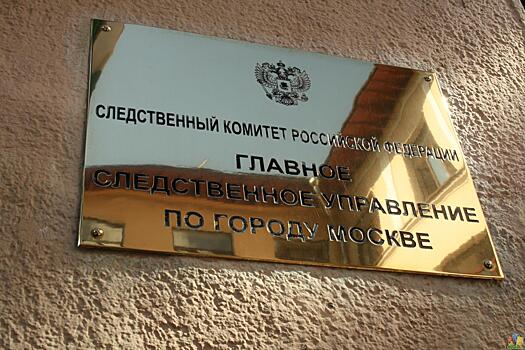 СЛЕДСТВЕННЫЙ КОМИТЕТ РОССИЙСКОЙ ФЕДЕРАЦИИ
ГЛАВНОЕ
СЛЕДСТВЕННОЕ УПРАВЛЕНИЕ
ПО ГОРОДУ МОСКВЕ